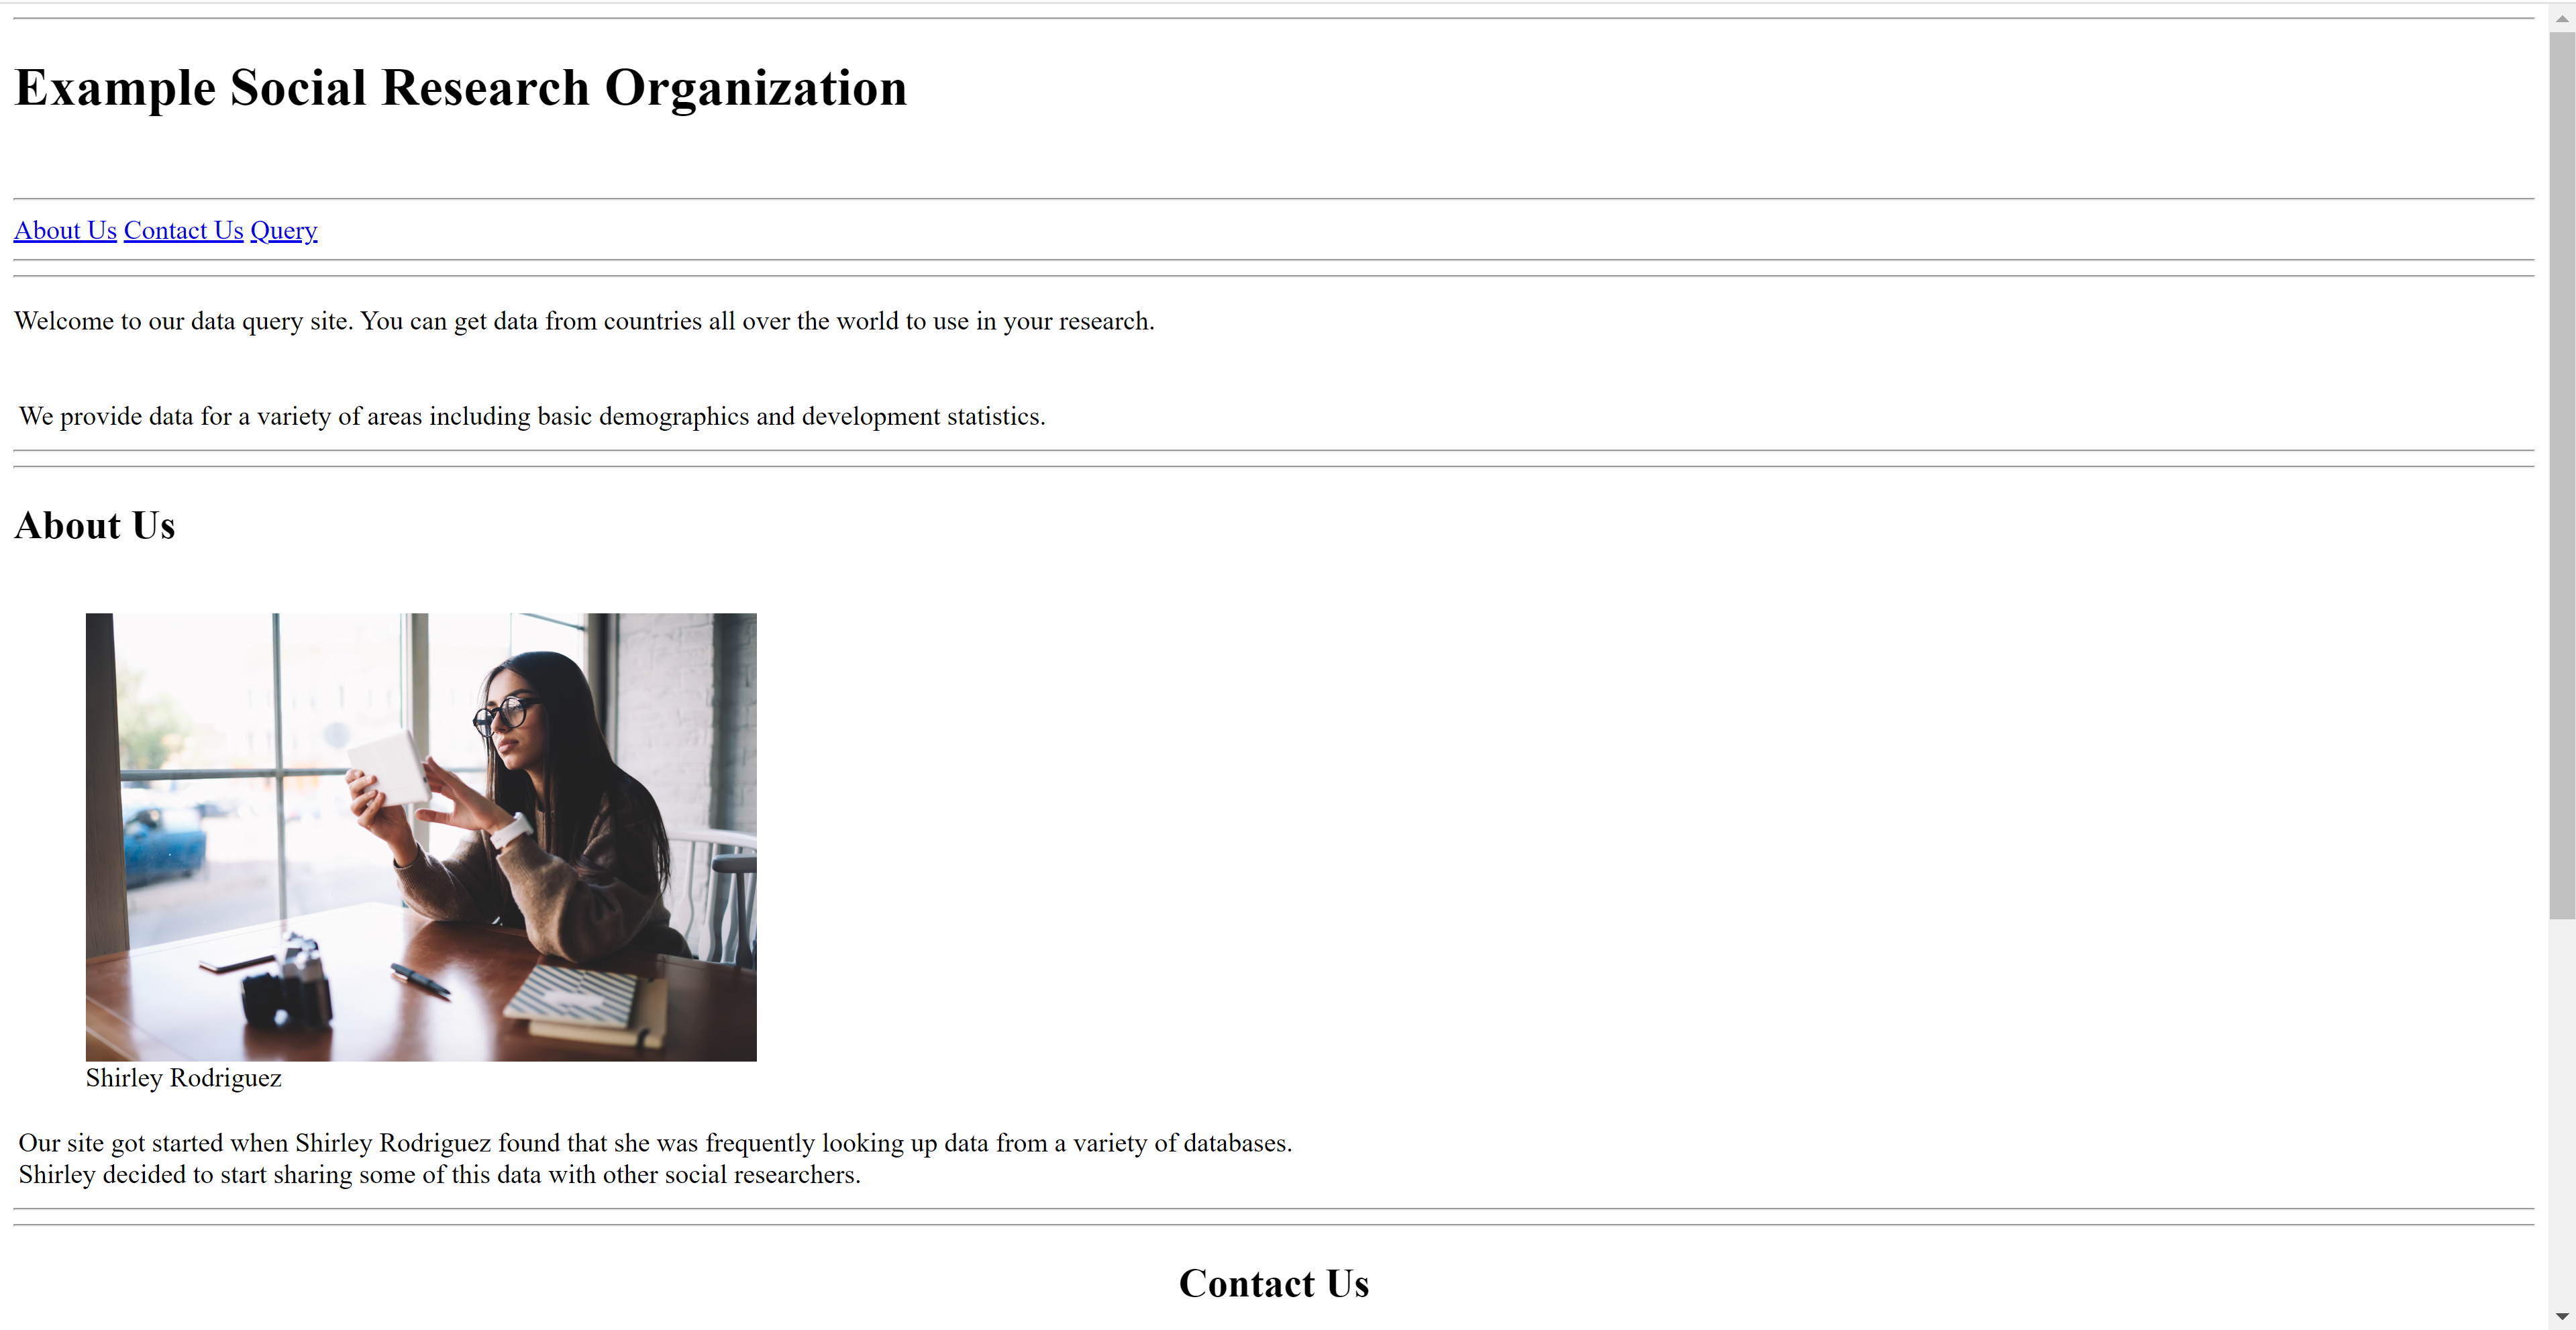 Example Social Research Organization
About Us Contact Us Query
Welcome to our data query site. You can get data from countries all over the world to use in your research.
We provide data for a variety of areas including basic demographics and development statistics.
About Us
Shirley Rodriguez
Our site got started when Shirley Rodriguez found that she was frequently looking up data from a variety of databases.
Shirley decided to start sharing some of this data with other social researchers.
Contact Us